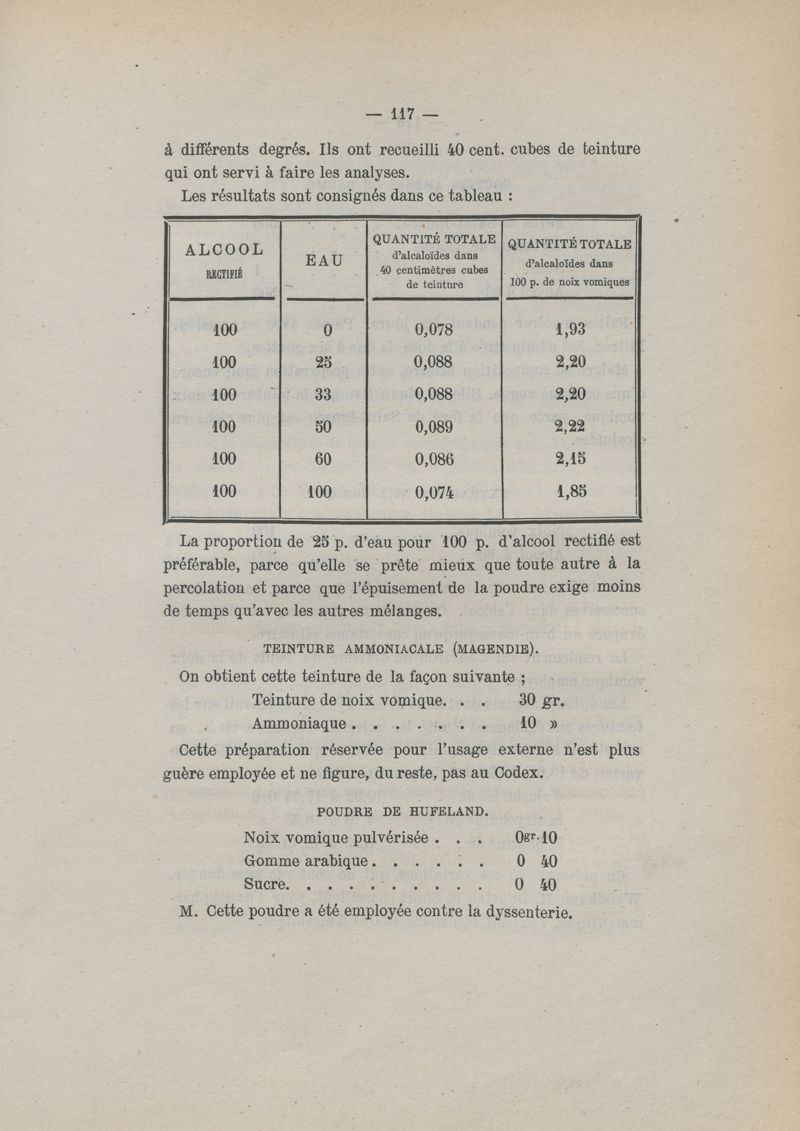 — 117 —
à différents degrés. Ils ont recueilli 40 cent. cubes de teinture
qui ont servi à faire les analyses.
Les résultats sont consignés dans ce tableau :
ALCOOL RECTIFIÉ | EAU | QUANTITÉ TOTALE d'alcaloïdes dans 40 centimètres cubes de teinture | QUANTITÉ TOTALE d'alcaloïdes dans 100 p. de noix vomiques
100 | 0 | 0,078 | 1,93
100 | 25 | 0,088 | 2,20
100 | 33 | 0,088 | 2,20
100 | 50 | 0,089 | 2,22
100 | 60 | 0,086 | 2,15
100 | 100 | 0,074 | 1,85
La proportion de 25 p. d'eau pour 100 p. d'alcool rectifié est
préférable, parce qu'elle se prête mieux que toute autre à la
percolation et parce que l'épuisement de la poudre exige moins
de temps qu'avec les autres mélanges.
TEINTURE AMMONIACALE (MAGENDIE).
On obtient cette teinture de la façon suivante ;
Teinture de noix vomique. . . 30 gr.
Ammoniaque . . . . . . . 10 »
Cette préparation réservée pour l'usage externe n'est plus
guère employée et ne figure, du reste, pas au Codex.
POUDRE DE HUFELAND.
Noix vomique pulvérisée . . . 0gr.10
Gomme arabique . . . . . . 0 40
Sucre. . . . . . . . . . 0 40
M. Cette poudre a été employée contre la dyssenterie.